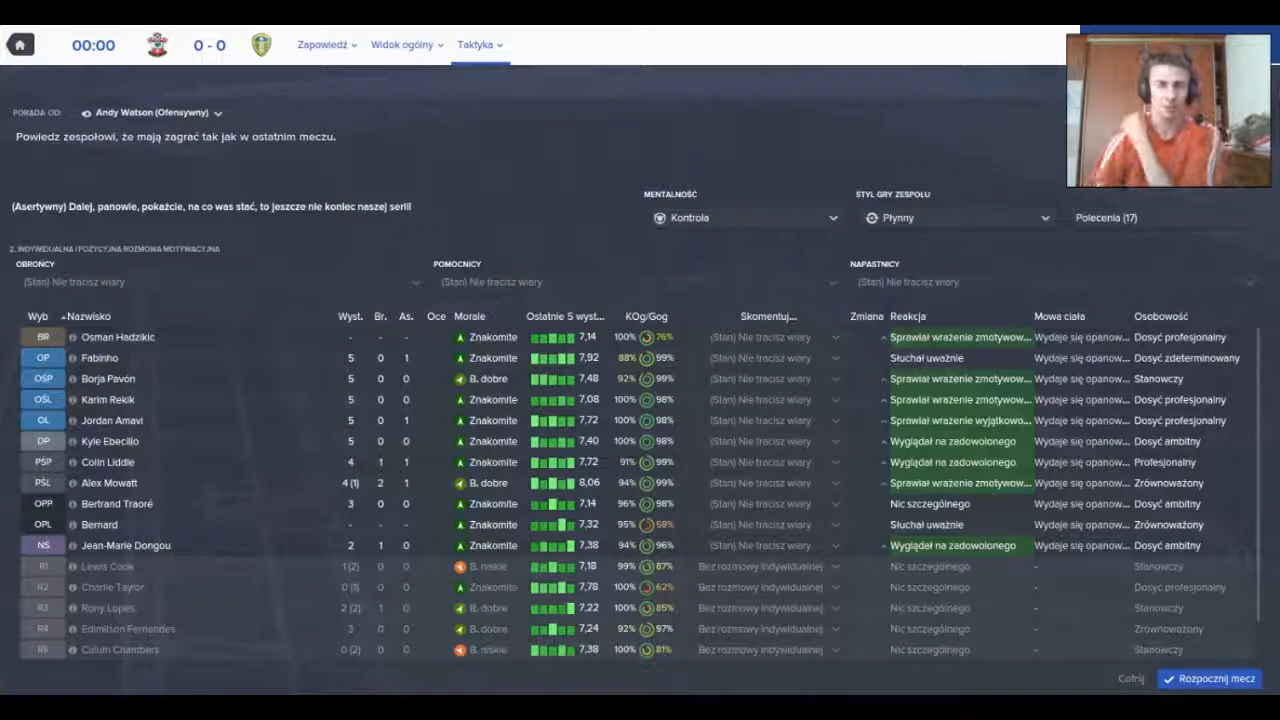 00:00 0 - 0 Zapowiedź Widok ogólny Taktyka
PORADA OD: Andy Watson (Ofensywny)
Powiedz zespołowi, że mają zagrać tak jak w ostatnim meczu.
MENTALNOŚĆ STYL GRY ZESPOŁU
(Asertywny) Dalej, panowie, pokażcie, na co was stać, to jeszcze nie koniec naszej serii!
Kontrola Płynny Polecenia (17)
2. INDYWIDUALNA I POZYCYJNA ROZMOWA MOTYWACYJNA
OBROŃCY POMOCNICY NAPASTNICY
(Stan) Nie tracisz wiary (Stan) Nie tracisz wiary (Stan) Nie tracisz wiary
Wyb Nazwisko Wyst. Br. As. Oce Morale Ostatnie 5 wyst... KOg/Gog Skomentuj... Zmiana Reakcja Mowa ciała Osobowość
BR Osman Hadzikic - - - Znakomite 7,14 100% 76% (Stan) Nie tracisz wiary Sprawiał wrażenie zmotywow... Wydaje się opanow... Dosyć profesjonalny
OP Fabinho 5 0 1 Znakomite 7,92 88% 99% (Stan) Nie tracisz wiary Słuchał uważnie Wydaje się opanow... Dosyć zdeterminowany
OŚP Borja Pavón 5 0 0 B. dobre 7,48 92% 99% (Stan) Nie tracisz wiary Sprawiał wrażenie zmotywow... Wydaje się opanow... Stanowczy
OŚL Karim Rekik 5 0 0 Znakomite 7,08 100% 98% (Stan) Nie tracisz wiary Sprawiał wrażenie zmotywow... Wydaje się opanow... Dosyć profesjonalny
OL Jordan Amavi 5 0 1 Znakomite 7,72 100% 98% (Stan) Nie tracisz wiary Sprawiał wrażenie wyjątkowo... Wydaje się opanow... Dosyć profesjonalny
DP Kyle Ebecilio 5 0 0 Znakomite 7,40 100% 98% (Stan) Nie tracisz wiary Wyglądał na zadowolonego Wydaje się opanow... Dosyć ambitny
PŚP Colin Liddle 4 1 1 Znakomite 7,72 91% 99% (Stan) Nie tracisz wiary Wyglądał na zadowolonego Wydaje się opanow... Profesjonalny
PŚL Alex Mowatt 4 (1) 2 1 B. dobre 8,06 94% 99% (Stan) Nie tracisz wiary Sprawiał wrażenie zmotywow... Wydaje się opanow... Zrównoważony
OPP Bertrand Traoré 3 0 0 Znakomite 7,14 96% 98% (Stan) Nie tracisz wiary Nic szczególnego Wydaje się opanow... Dosyć ambitny
OPL Bernard - - - Znakomite 7,32 95% 58% (Stan) Nie tracisz wiary Słuchał uważnie Wydaje się opanow... Zrównoważony
NŚ Jean-Marie Dongou 2 1 0 Znakomite 7,38 94% 96% (Stan) Nie tracisz wiary Wyglądał na zadowolonego Wydaje się opanow... Dosyć ambitny
R1 Lewis Cook 1 (2) 0 0 B. niskie 7,18 99% 87% Bez rozmowy indywidualnej Nic szczególnego - Stanowczy
R2 Charlie Taylor 0 (1) 0 0 Znakomite 7,78 100% 62% Bez rozmowy indywidualnej Nic szczególnego - Dosyć profesjonalny
R3 Rony Lopes 2 (2) 1 0 B. dobre 7,22 100% 85% Bez rozmowy indywidualnej Nic szczególnego - Stanowczy
R4 Edimilson Fernandes 3 0 0 B. dobre 7,24 92% 97% Bez rozmowy indywidualnej Nic szczególnego - Zrównoważony
R5 Calum Chambers 0 (2) 0 0 B. niskie 7,38 100% 81% Bez rozmowy indywidualnej Nic szczególnego - Stanowczy
Cofnij Rozpocznij mecz